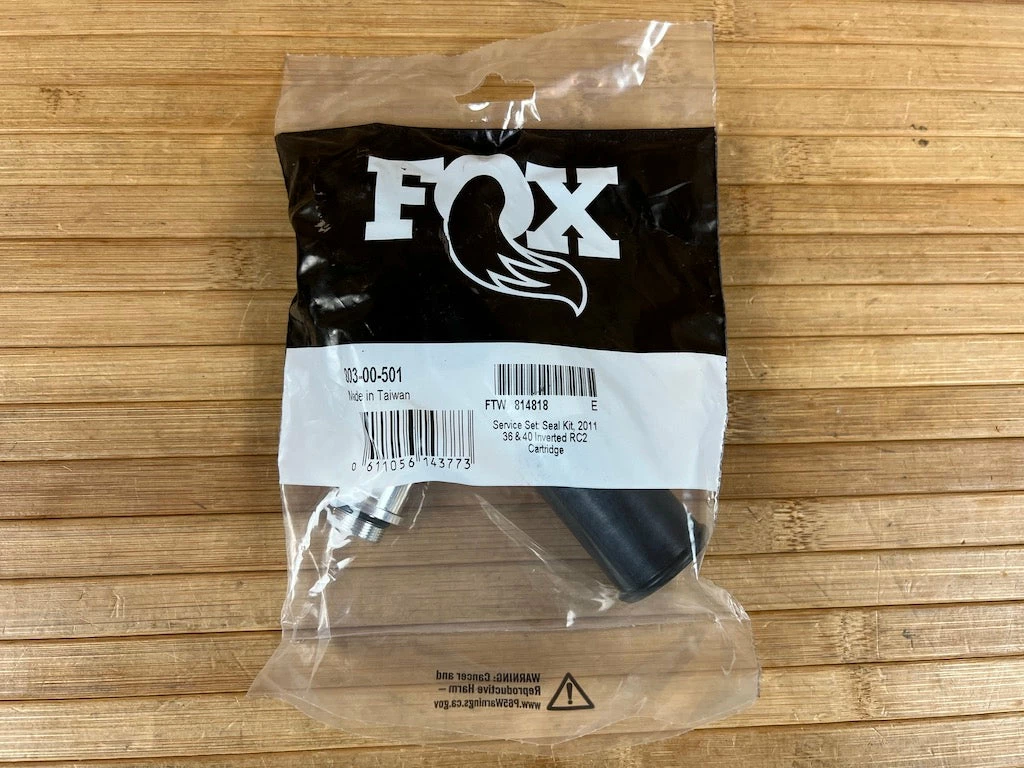 FOX
803-00-501
Made in Taiwan
FTW 814818 E
Service Set: Seal Kit, 2011
36 & 40 Inverted RC2
Cartridge
0 611056 143773
WARNING: Cancer and
Reproductive Harm –
www.P65Warnings.ca.gov